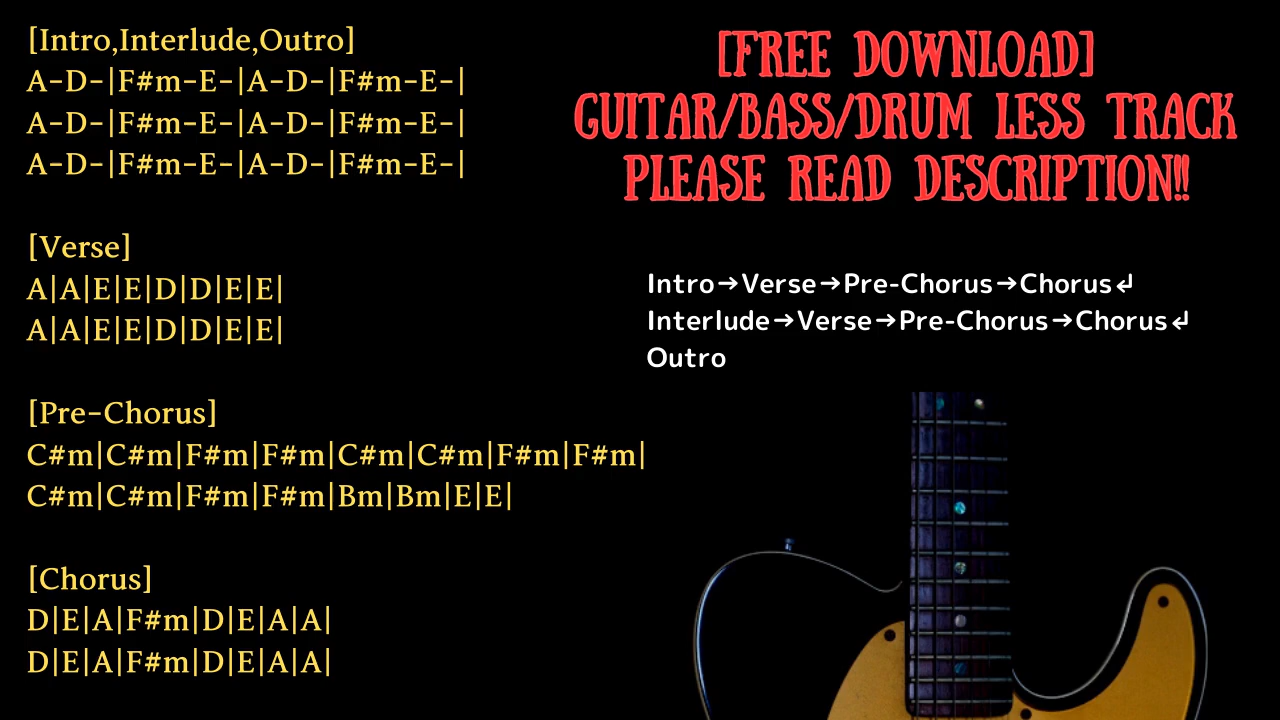 [Intro,Interlude,Outro]
A-D-|F#m-E-|A-D-|F#m-E-|
A-D-|F#m-E-|A-D-|F#m-E-|
A-D-|F#m-E-|A-D-|F#m-E-|
[Verse]
A|A|E|E|D|D|E|E|
A|A|E|E|D|D|E|E|
[Pre-Chorus]
C#m|C#m|F#m|F#m|C#m|C#m|F#m|F#m|
C#m|C#m|F#m|F#m|Bm|Bm|E|E|
[Chorus]
D|E|A|F#m|D|E|A|A|
D|E|A|F#m|D|E|A|A|
[FREE DOWNLOAD]
GUITAR/BASS/DRUM LESS TRACK
PLEASE READ DESCRIPTION!!
Intro→Verse→Pre-Chorus→Chorus↲
Interlude→Verse→Pre-Chorus→Chorus↲
Outro